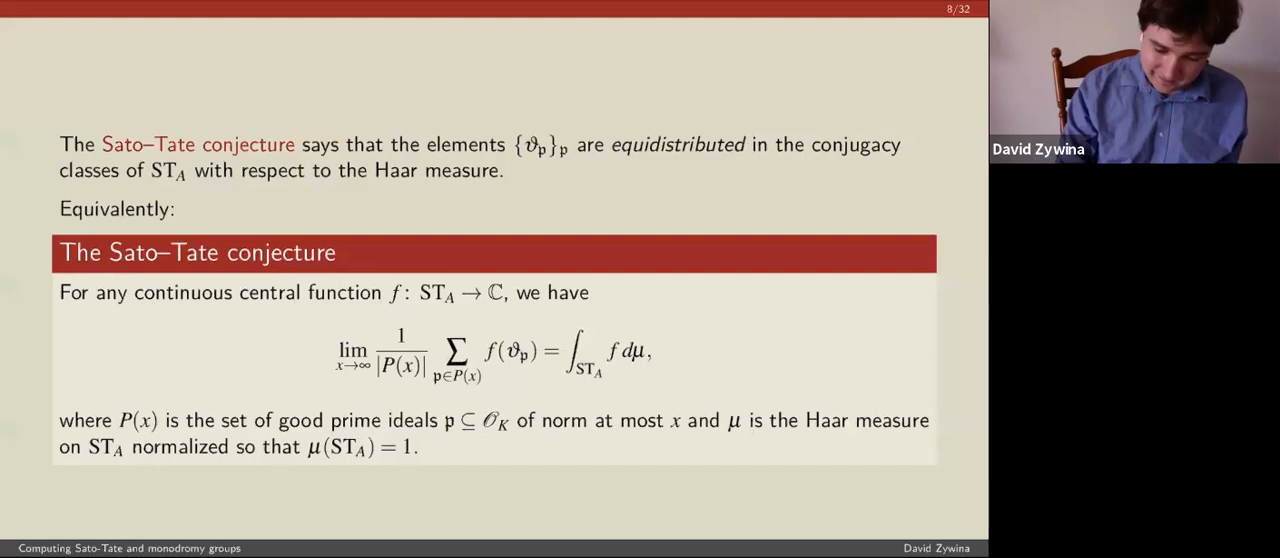 8/32
The Sato–Tate conjecture says that the elements {ϑ_𝔭}_𝔭 are equidistributed in the conjugacy
classes of ST_A with respect to the Haar measure.
Equivalently:
The Sato–Tate conjecture
For any continuous central function f : ST_A → ℂ, we have
lim_{x→∞} 1/|P(x)| ∑_{𝔭∈P(x)} f(ϑ_𝔭) = ∫_{ST_A} f dμ,
where P(x) is the set of good prime ideals 𝔭 ⊆ 𝒪_K of norm at most x and μ is the Haar measure
on ST_A normalized so that μ(ST_A) = 1.
Computing Sato-Tate and monodromy groups
David Zywina
David Zywina